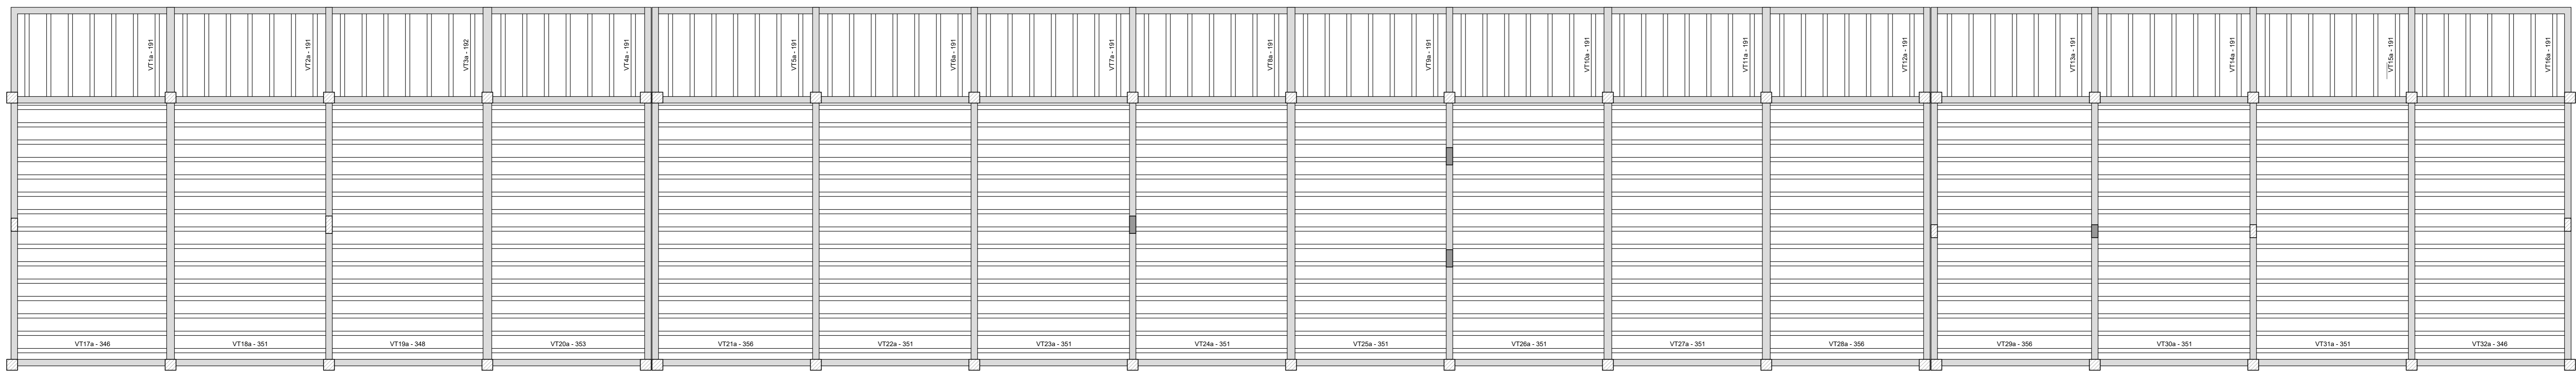 VT1a - 191
VT2a - 191
VT3a - 192
VT4a - 191
VT5a - 191
VT6a - 191
VT7a - 191
VT8a - 191
VT9a - 191
VT10a - 191
VT11a - 191
VT12a - 191
VT13a - 191
VT14a - 191
VT15a - 191
VT16a - 191
VT17a - 346
VT18a - 351
VT19a - 348
VT20a - 353
VT21a - 356
VT22a - 351
VT23a - 351
VT24a - 351
VT25a - 351
VT26a - 351
VT27a - 351
VT28a - 356
VT29a - 356
VT30a - 351
VT31a - 351
VT32a - 346